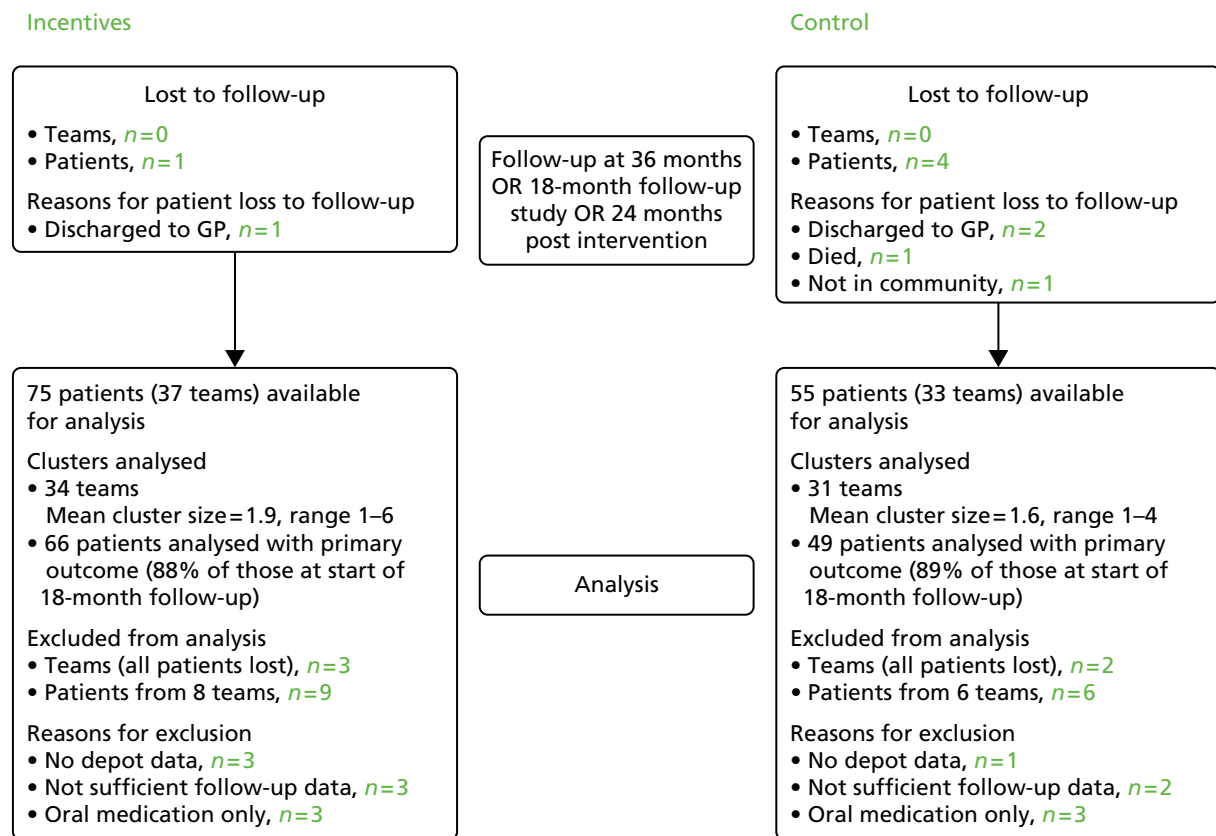 Incentives
Lost to follow-up
• Teams, n=0
• Patients, n=1
Reasons for patient loss to follow-up
• Discharged to GP, n=1
75 patients (37 teams) available
for analysis
Clusters analysed
• 34 teams
Mean cluster size=1.9, range 1–6
• 66 patients analysed with primary
outcome (88% of those at start of
18-month follow-up)
Excluded from analysis
• Teams (all patients lost), n=3
• Patients from 8 teams, n=9
Reasons for exclusion
• No depot data, n=3
• Not sufficient follow-up data, n=3
• Oral medication only, n=3
Follow-up at 36 months
OR 18-month follow-up
study OR 24 months
post intervention
Analysis
Control
Lost to follow-up
• Teams, n=0
• Patients, n=4
Reasons for patient loss to follow-up
• Discharged to GP, n=2
• Died, n=1
• Not in community, n=1
55 patients (33 teams) available
for analysis
Clusters analysed
• 31 teams
Mean cluster size=1.6, range 1–4
• 49 patients analysed with primary
outcome (89% of those at start of
18-month follow-up)
Excluded from analysis
• Teams (all patients lost), n=2
• Patients from 6 teams, n=6
Reasons for exclusion
• No depot data, n=1
• Not sufficient follow-up data, n=2
• Oral medication only, n=3